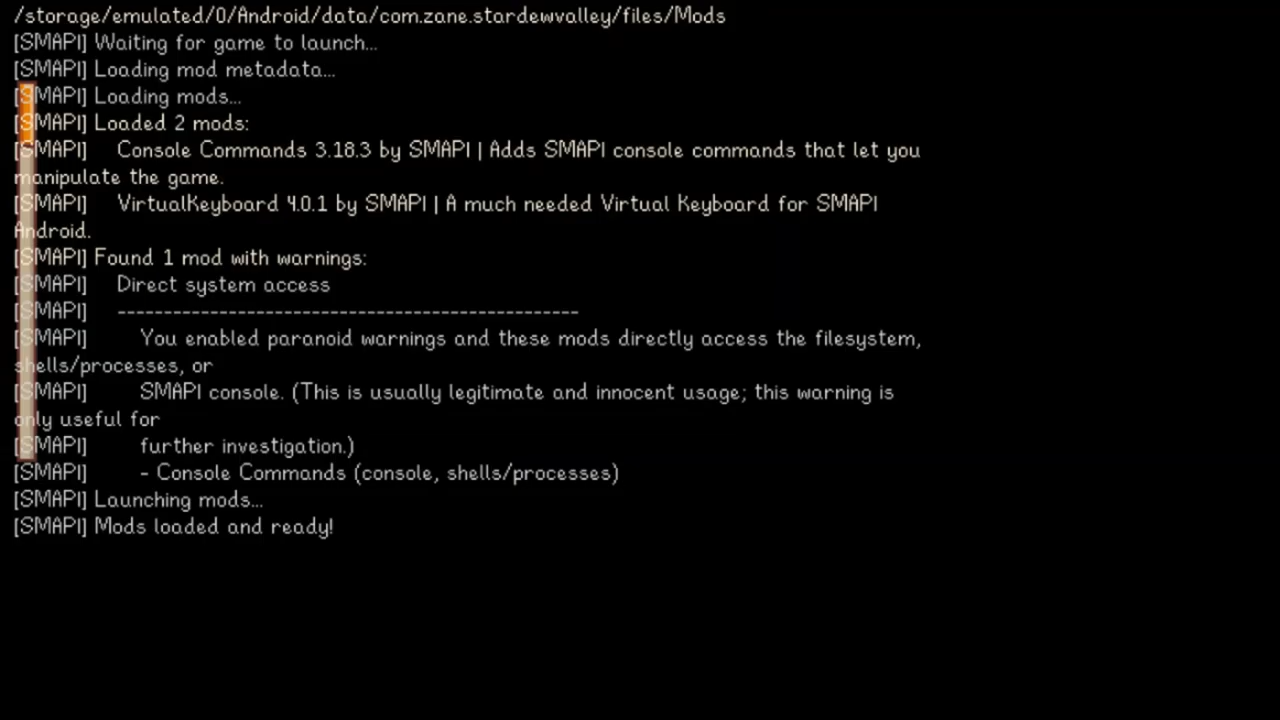 /storage/emulated/0/Android/data/com.zane.stardewvalley/files/Mods
[SMAPI] Waiting for game to launch...
[SMAPI] Loading mod metadata...
[SMAPI] Loading mods...
[SMAPI] Loaded 2 mods:
[SMAPI] Console Commands 3.18.3 by SMAPI | Adds SMAPI console commands that let you
manipulate the game.
[SMAPI] VirtualKeyboard 4.0.1 by SMAPI | A much needed Virtual Keyboard for SMAPI
Android.
[SMAPI] Found 1 mod with warnings:
[SMAPI] Direct system access
[SMAPI] --------------------------------------------------
[SMAPI] You enabled paranoid warnings and these mods directly access the filesystem,
shells/processes, or
[SMAPI] SMAPI console. (This is usually legitimate and innocent usage; this warning is
only useful for
[SMAPI] further investigation.)
[SMAPI] - Console Commands (console, shells/processes)
[SMAPI] Launching mods...
[SMAPI] Mods loaded and ready!